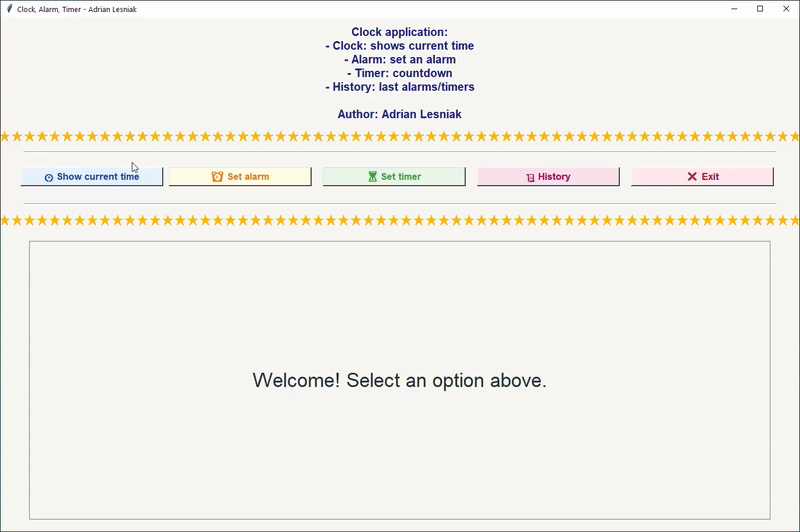 Clock, Alarm, Timer - Adrian Lesniak
Clock application:
- Clock: shows current time
- Alarm: set an alarm
- Timer: countdown
- History: last alarms/timers
Author: Adrian Lesniak
Show current time
Set alarm
Set timer
History
Exit
Welcome! Select an option above.